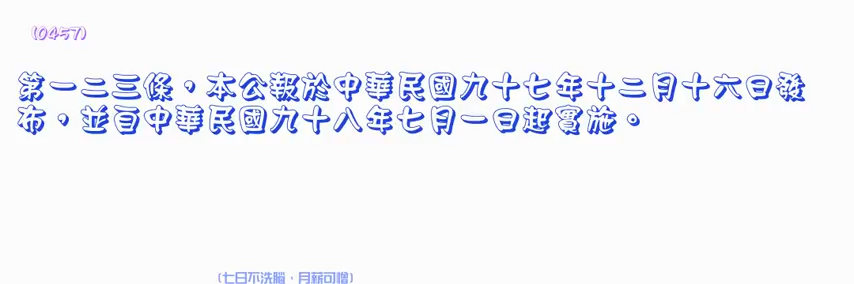 (0457)
第一二三條，本公報於中華民國九十七年十二月十六日發
布，並自中華民國九十八年七月一日起實施。
(七日不洗腦，月薪可憎)